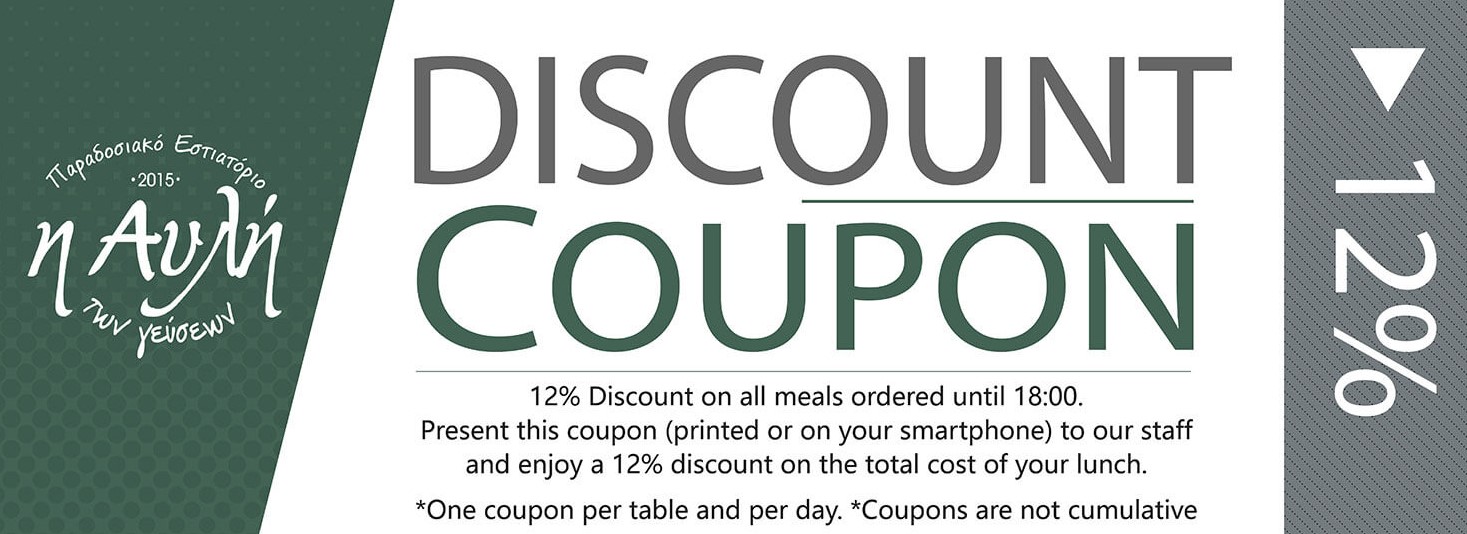 Παραδοσιακό Εστιατόριο
·2015·
η Αυλή
των γεύσεων
DISCOUNT
COUPON
12% Discount on all meals ordered until 18:00.
Present this coupon (printed or on your smartphone) to our staff
and enjoy a 12% discount on the total cost of your lunch.
*One coupon per table and per day. *Coupons are not cumulative
12%